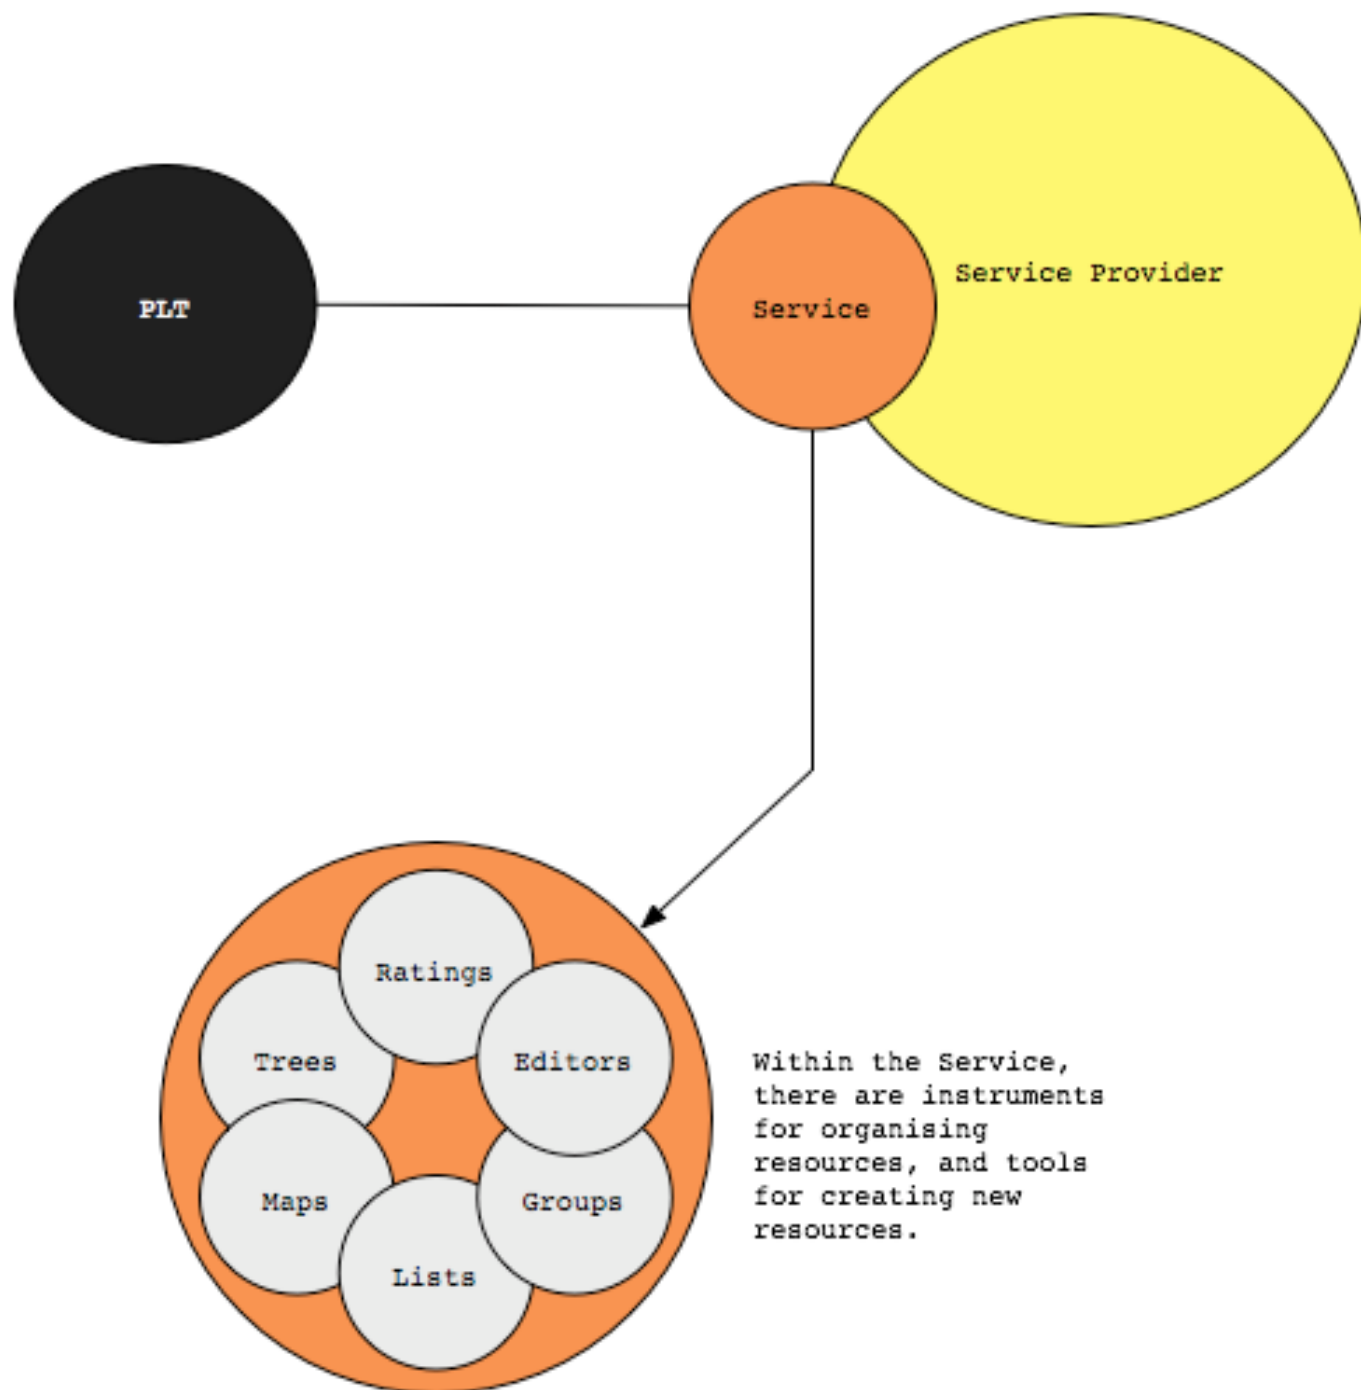 Service Provider
PLT
Service
Ratings
Trees
Editors
Maps
Groups
Lists
Within the Service,
there are instruments
for organising
resources, and tools
for creating new
resources.